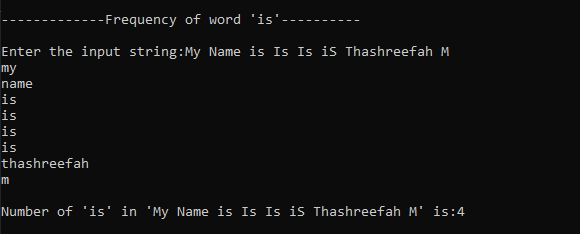 -------------Frequency of word 'is'----------
Enter the input string:My Name is Is Is iS Thashreefah M
my
name
is
is
is
is
thashreefah
m
Number of 'is' in 'My Name is Is Is iS Thashreefah M' is:4